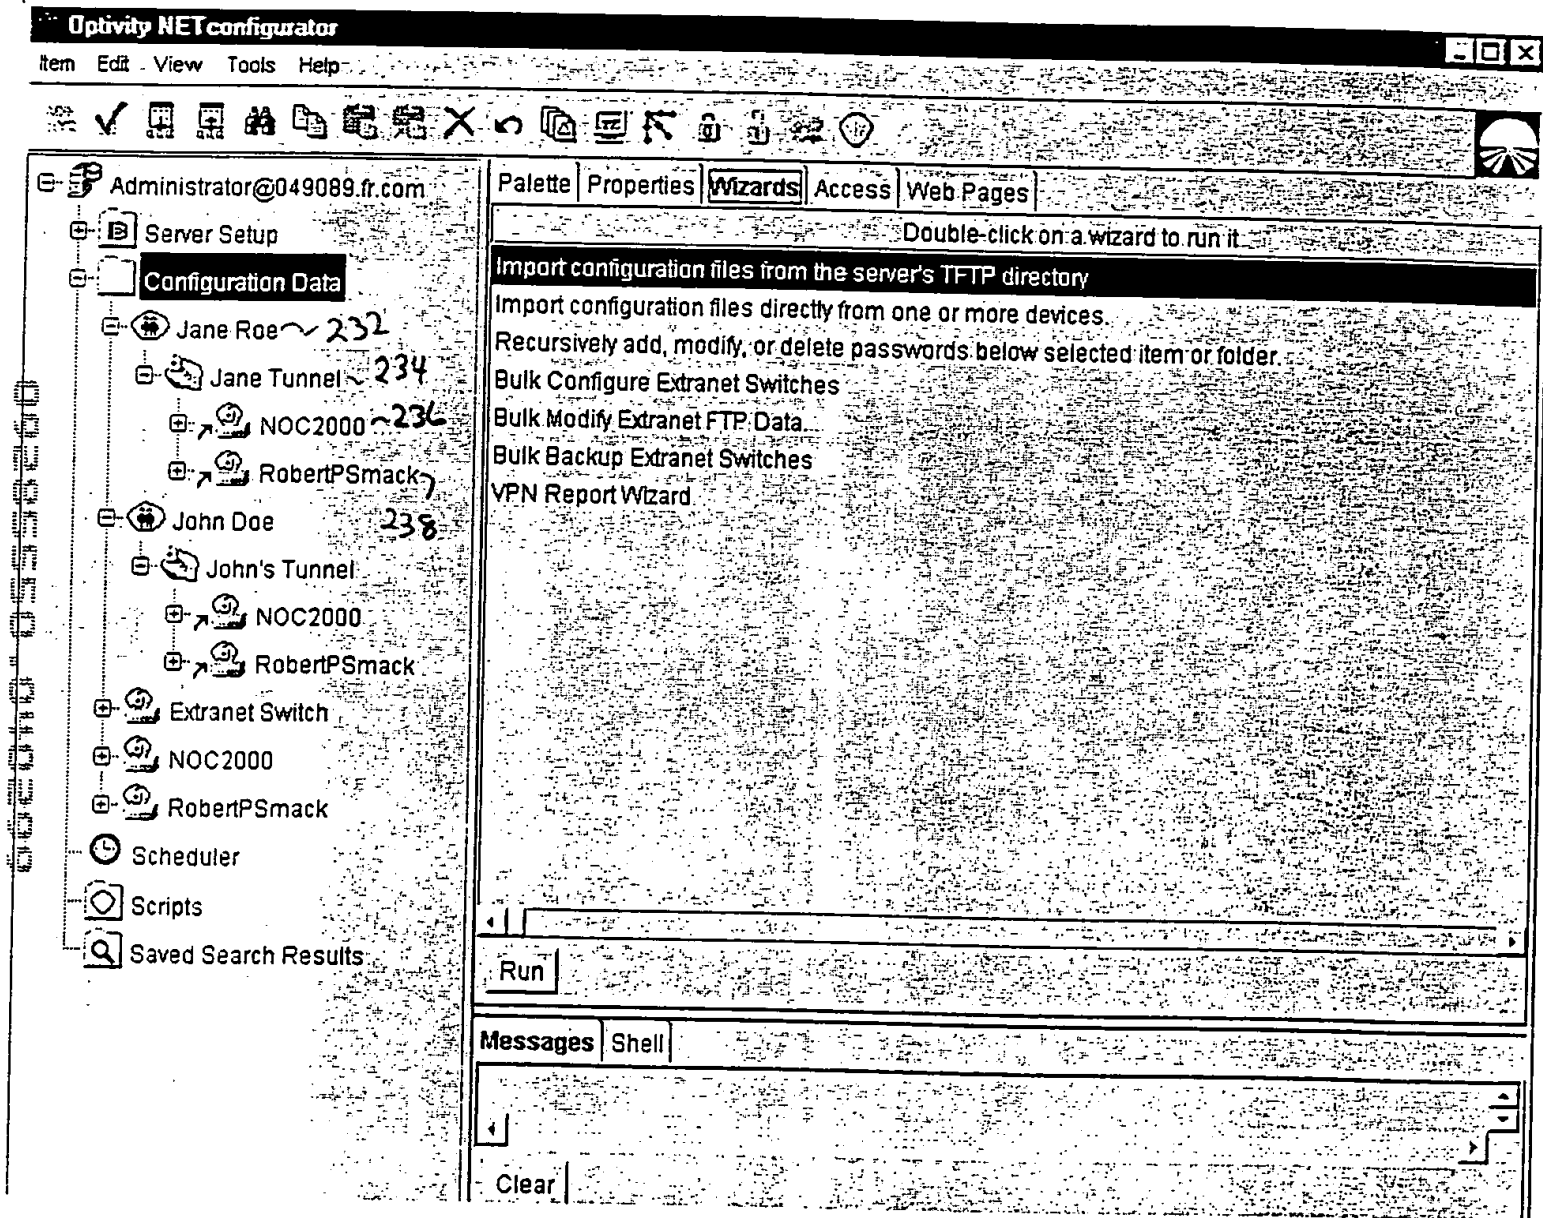 Optivity NETconfigurator
Item Edit View Tools Help
Administrator@049089.fr.com
Server Setup
Configuration Data
Jane Roe 232
Jane Tunnel 234
NOC2000 236
RobertPSmack
John Doe 238
John's Tunnel
NOC2000
RobertPSmack
Extranet Switch
NOC2000
RobertPSmack
Scheduler
Scripts
Saved Search Results
Palette Properties Wizards Access Web Pages
Double-click on a wizard to run it
Import configuration files from the server's TFTP directory
Import configuration files directly from one or more devices.
Recursively add, modify, or delete passwords below selected item or folder.
Bulk Configure Extranet Switches
Bulk Modify Extranet FTP Data
Bulk Backup Extranet Switches
VPN Report Wizard
Run
Messages Shell
Clear